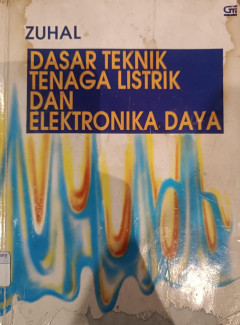 ZUHAL
DASAR TEKNIK
TENAGA LISTRIK
DAN
ELEKTRONIKA DAYA